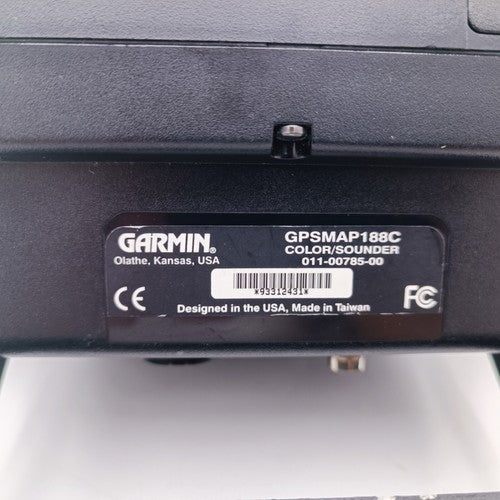 GARMIN®
Olathe, Kansas, USA
GPSMAP188C
COLOR/SOUNDER
011-00785-00
*93312431*
CE
FC
Designed in the USA, Made in Taiwan